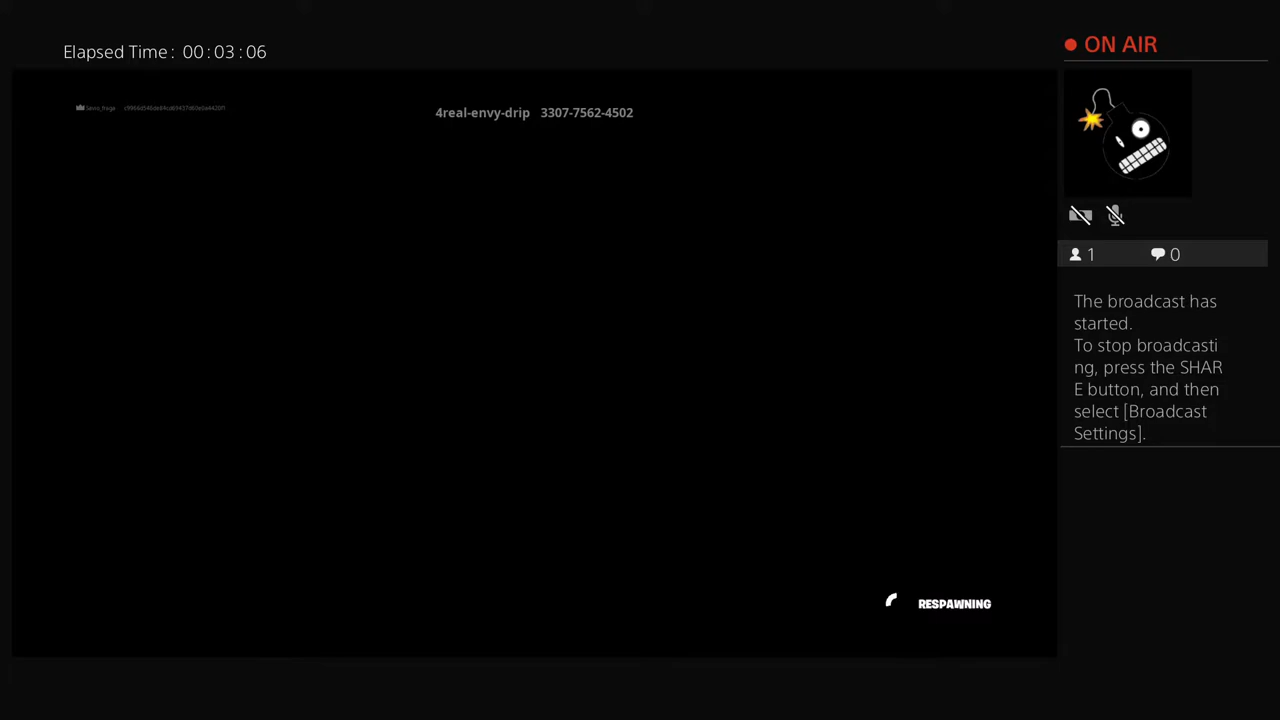 Elapsed Time: 00:03:06
ON AIR
4real-envy-drip 3307-7562-4502
1 0
The broadcast has
started.
To stop broadcasti
ng, press the SHAR
E button, and then
select [Broadcast
Settings].
RESPAWNING